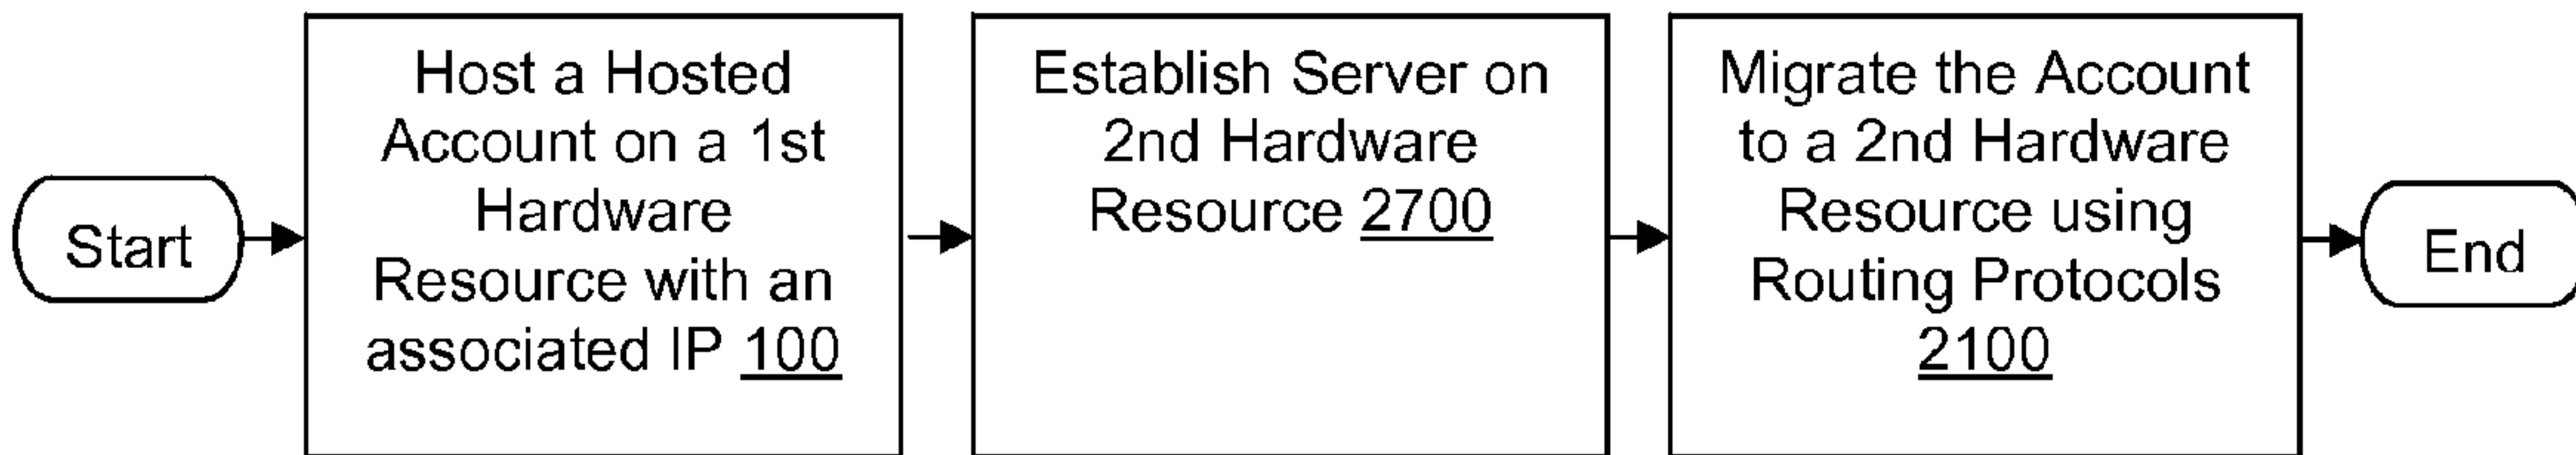 Start
Host a Hosted
Account on a 1st
Hardware
Resource with an
associated IP 100
Establish Server on
2nd Hardware
Resource 2700
Migrate the Account
to a 2nd Hardware
Resource using
Routing Protocols
2100
End